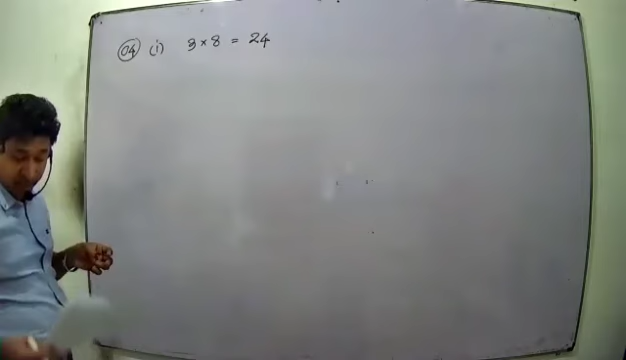 04 (i) 3 × 8 = 24